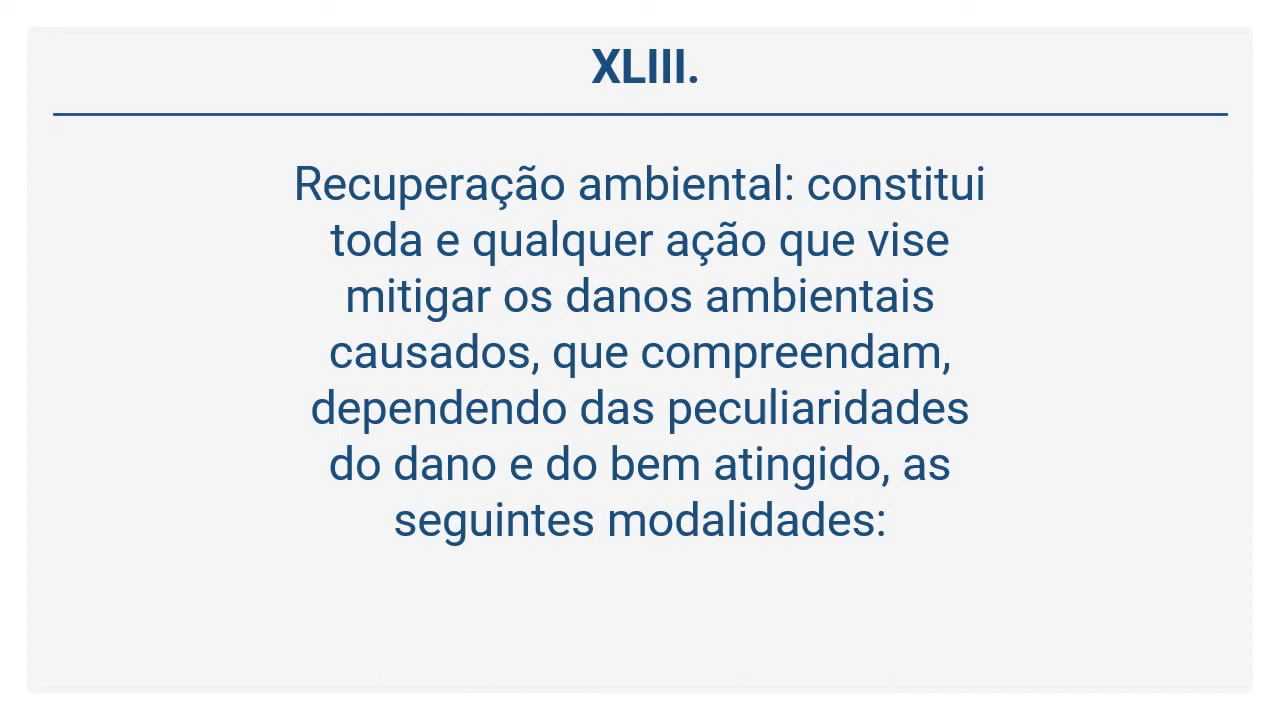 XLIII.
Recuperação ambiental: constitui
toda e qualquer ação que vise
mitigar os danos ambientais
causados, que compreendam,
dependendo das peculiaridades
do dano e do bem atingido, as
seguintes modalidades: